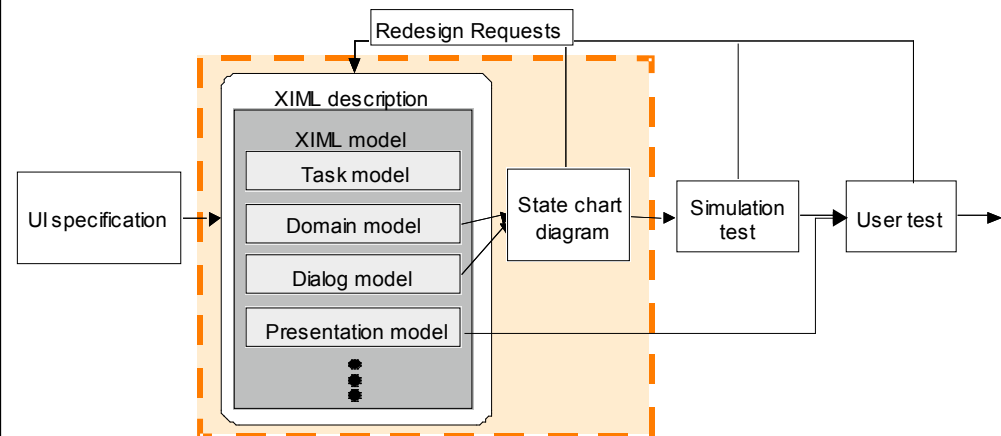 Redesign Requests
XIML description
XIML model
Task model
Domain model
Dialog model
Presentation model
UI specification
State chart
diagram
Simulation
test
User test